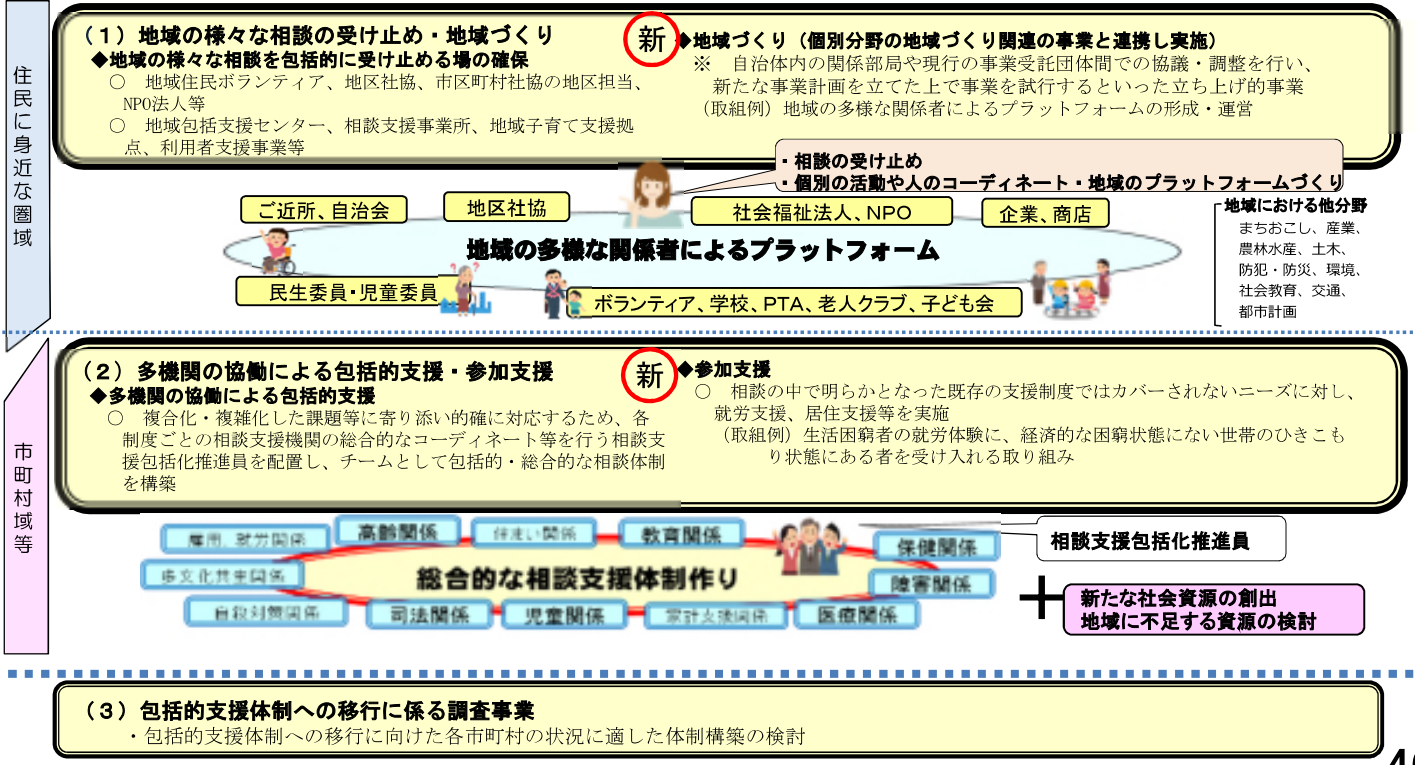 住民に身近な圏域
（１）地域の様々な相談の受け止め・地域づくり
◆地域の様々な相談を包括的に受け止める場の確保
○　地域住民ボランティア、地区社協、市区町村社協の地区担当、
NPO法人等
○　地域包括支援センター、相談支援事業所、地域子育て支援拠
点、利用者支援事業等
新
◆地域づくり（個別分野の地域づくり関連の事業と連携し実施）
※　自治体内の関係部局や現行の事業受託団体間での協議・調整を行い、
新たな事業計画を立てた上で事業を試行するといった立ち上げ的事業
（取組例）地域の多様な関係者によるプラットフォームの形成・運営
・相談の受け止め
・個別の活動や人のコーディネート・地域のプラットフォームづくり
ご近所、自治会
地区社協
社会福祉法人、NPO
企業、商店
地域の多様な関係者によるプラットフォーム
民生委員・児童委員
ボランティア、学校、PTA、老人クラブ、子ども会
地域における他分野
まちおこし、産業、
農林水産、土木、
防犯・防災、環境、
社会教育、交通、
都市計画
市町村域等
（２）多機関の協働による包括的支援・参加支援
◆多機関の協働による包括的支援
○　複合化・複雑化した課題等に寄り添い的確に対応するため、各
制度ごとの相談支援機関の総合的なコーディネート等を行う相談支
援包括化推進員を配置し、チームとして包括的・総合的な相談体制
を構築
新
◆参加支援
○　相談の中で明らかとなった既存の支援制度ではカバーされないニーズに対し、
就労支援、居住支援等を実施
（取組例）生活困窮者の就労体験に、経済的な困窮状態にない世帯のひきこも
り状態にある者を受け入れる取り組み
雇用、就労関係
高齢関係
住まい関係
教育関係
保健関係
多文化共生関係
総合的な相談支援体制作り
障害関係
自殺対策関係
司法関係
児童関係
家計支援関係
医療関係
相談支援包括化推進員
新たな社会資源の創出
地域に不足する資源の検討
（３）包括的支援体制への移行に係る調査事業
・包括的支援体制への移行に向けた各市町村の状況に適した体制構築の検討